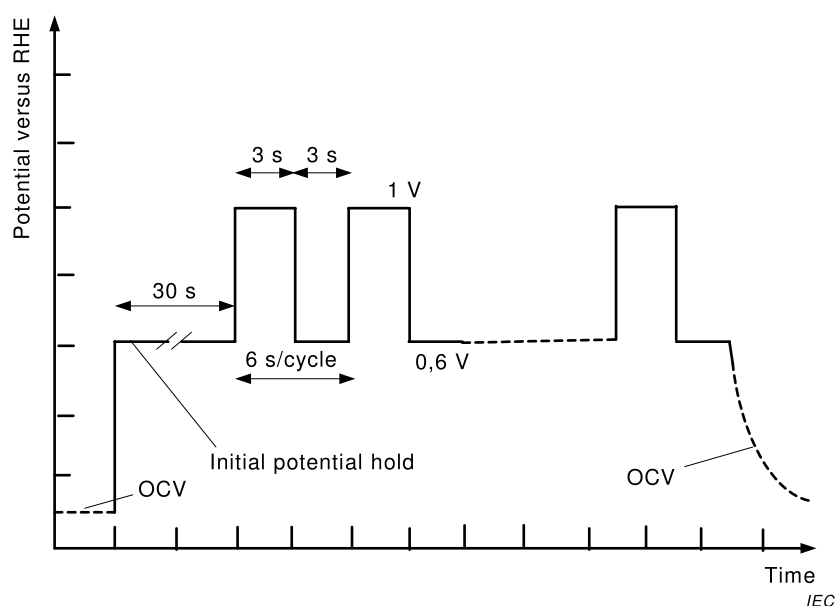 Potential versus RHE
3 s
3 s
1 V
30 s
6 s/cycle
0,6 V
Initial potential hold
OCV
OCV
Time
IEC